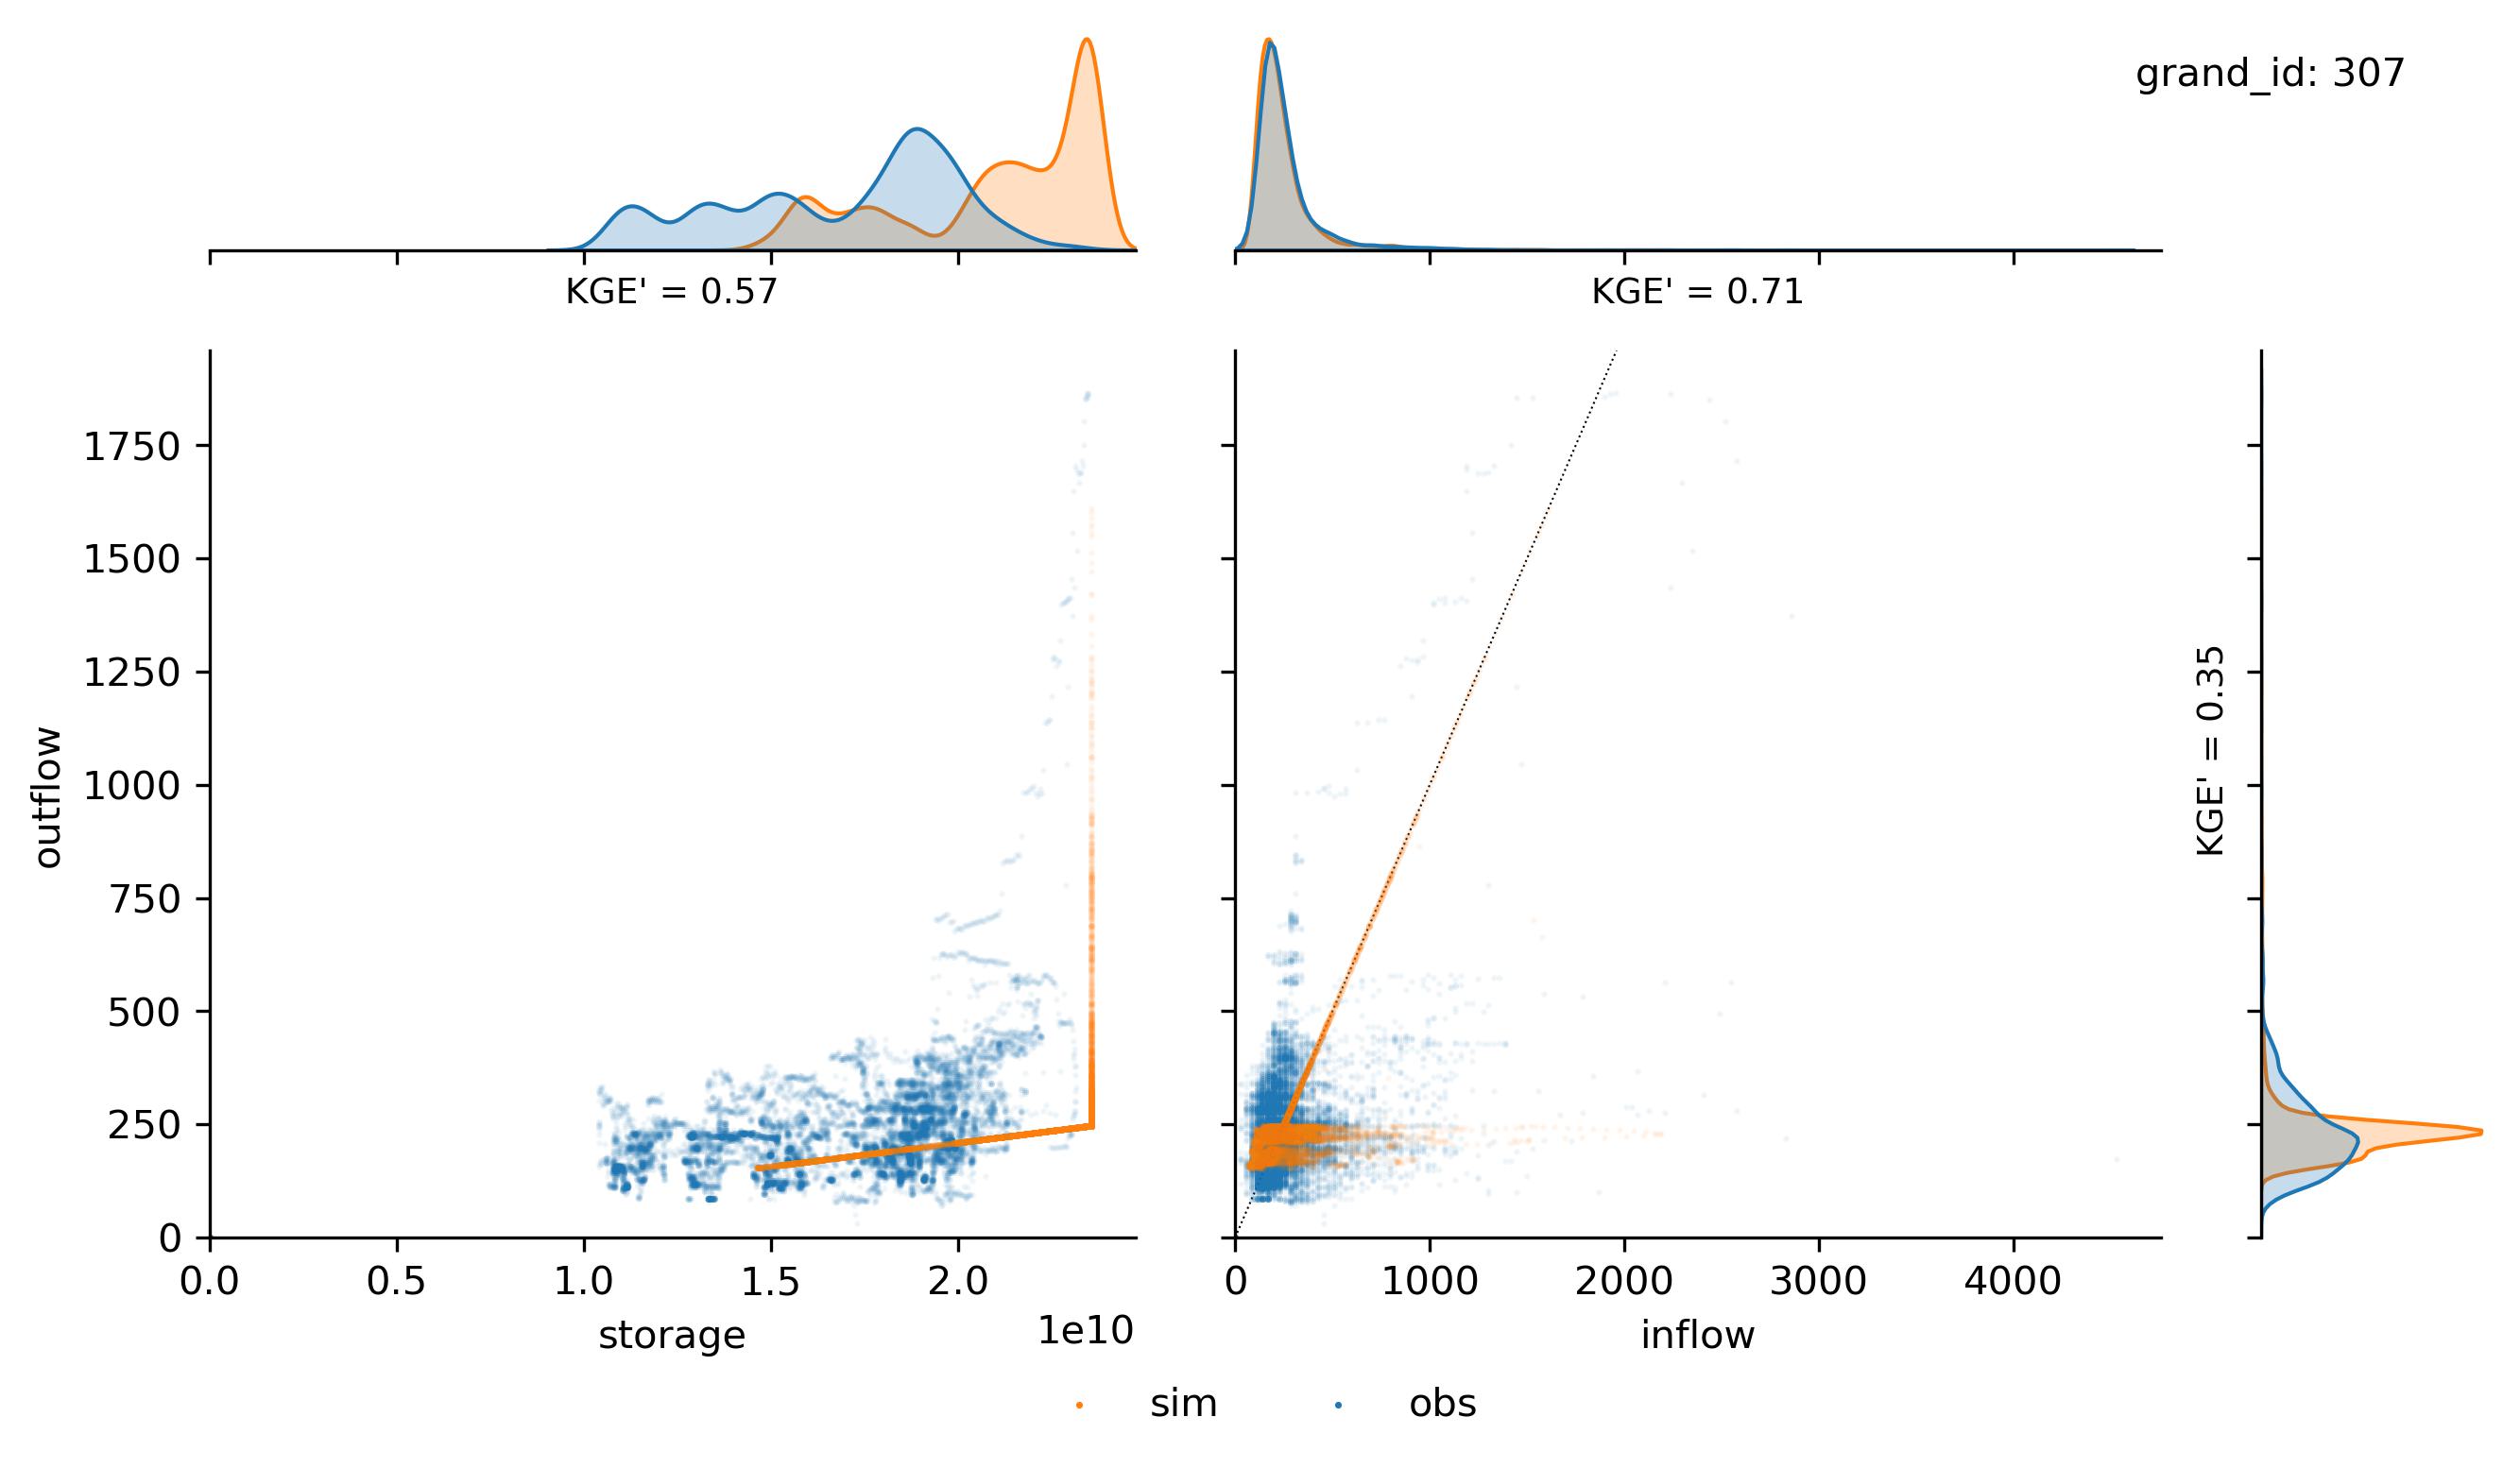 grand_id: 307
KGE' = 0.57
KGE' = 0.71
outflow
1750
1500
1250
1000
750
500
250
0
KGE' = 0.35
0.0 0.5 1.0 1.5 2.0
1e10
storage
0 1000 2000 3000 4000
inflow
sim obs